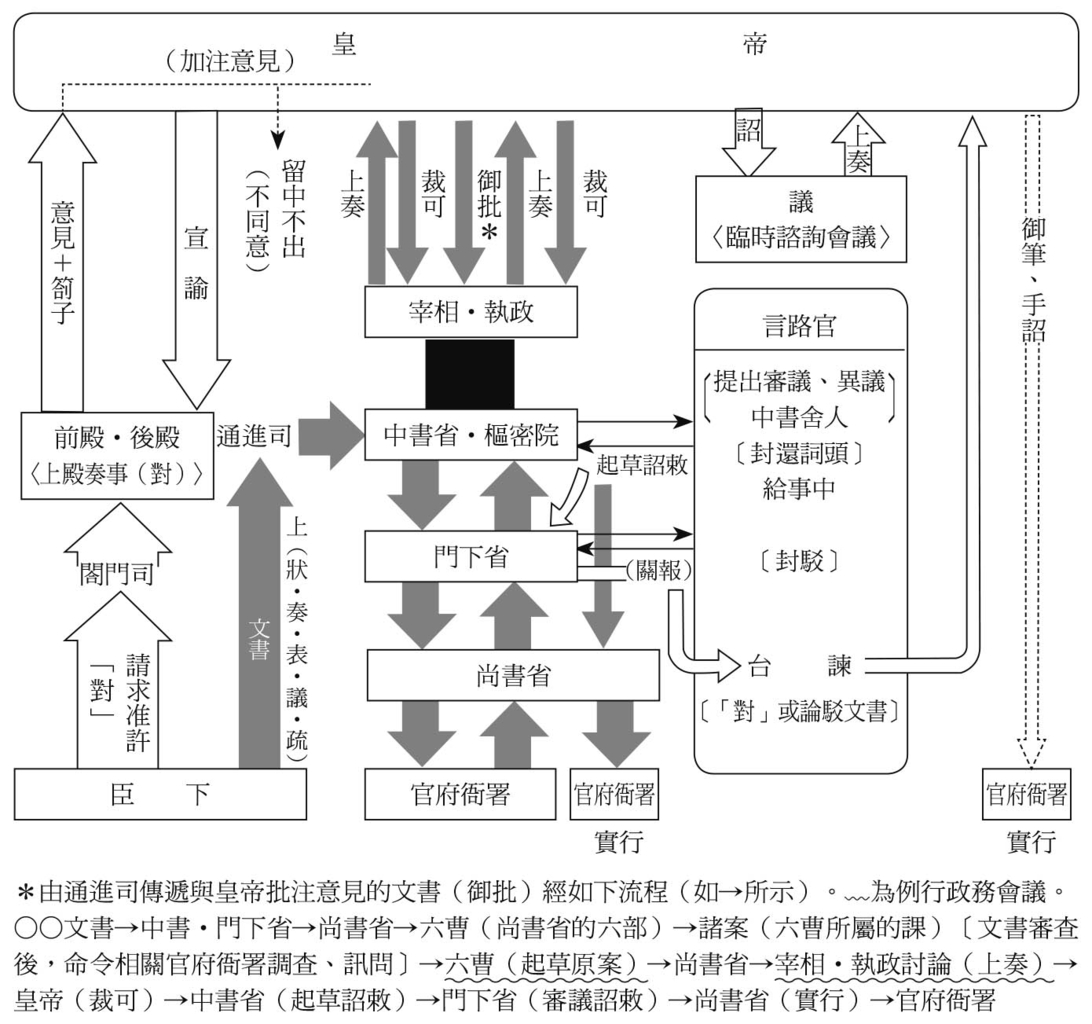 皇帝
（加注意見）
留中不出
（不同意）
意見＋箚子
宣諭
上奏
裁可
御批＊
上奏
裁可
詔
上奏
議
〈臨時諮詢會議〉
御筆、手詔
宰相・執政
言路官
提出審議、異議
中書舍人
〔封還詞頭〕
給事中
〔封駁〕
台諫
〔「對」或論駁文書〕
前殿・後殿
〈上殿奏事（對）〉
通進司
中書省・樞密院
起草詔敕
門下省
（關報）
尚書省
閤門司
請求准許
「對」
文書
上（狀・奏・表・議・疏）
臣下
官府衙署
官府衙署
實行
官府衙署
實行
＊由通進司傳遞與皇帝批注意見的文書（御批）經如下流程（如→所示）。﹏為例行政務會議。
〇〇文書→中書・門下省→尚書省→六曹（尚書省的六部）→諸案（六曹所屬的課）〔文書審查
後，命令相關官府衙署調查、訊問〕→六曹（起草原案）→尚書省→宰相・執政討論（上奏）→
皇帝（裁可）→中書省（起草詔敕）→門下省（審議詔敕）→尚書省（實行）→官府衙署